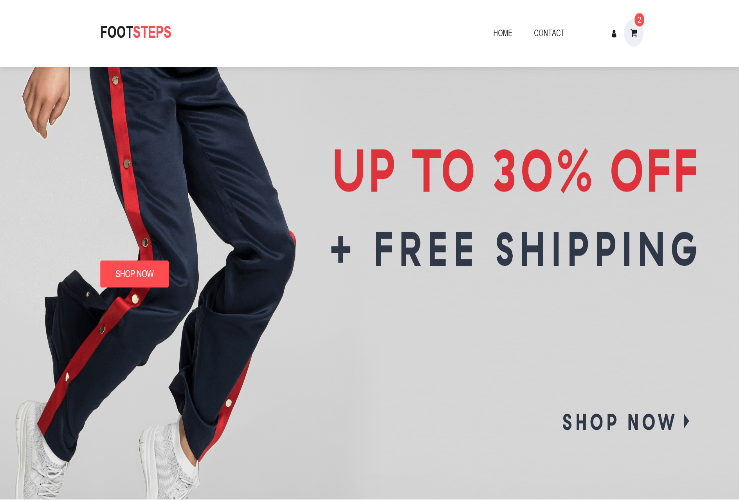 FOOTSTEPS
HOME CONTACT
2
UP TO 30% OFF
+ FREE SHIPPING
SHOP NOW
SHOP NOW